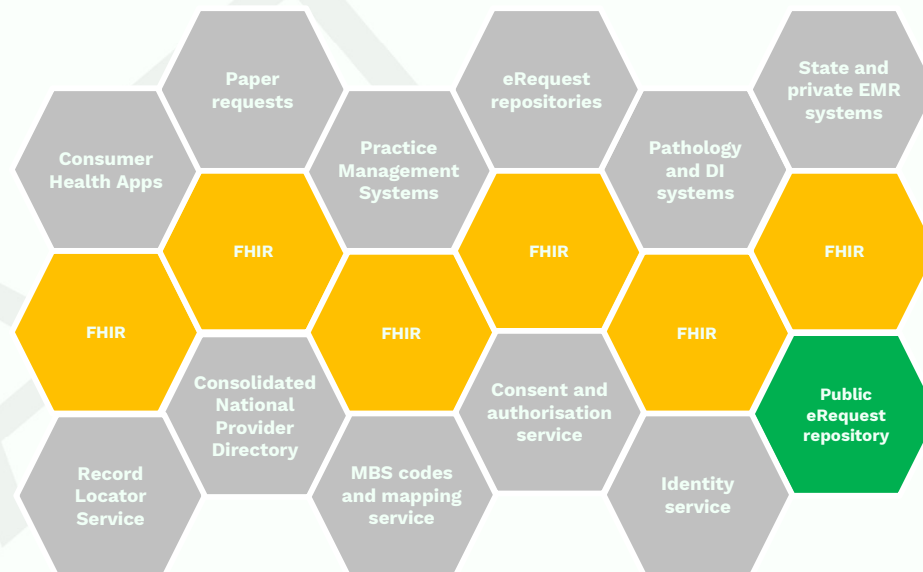 Paper
requests
eRequest
repositories
State and
private EMR
systems
Consumer
Health Apps
Practice
Management
Systems
Pathology
and DI
systems
FHIR
FHIR
FHIR
FHIR
FHIR
FHIR
Consolidated
National
Provider
Directory
Consent and
authorisation
service
Public
eRequest
repository
Record
Locator
Service
MBS codes
and mapping
service
Identity
service